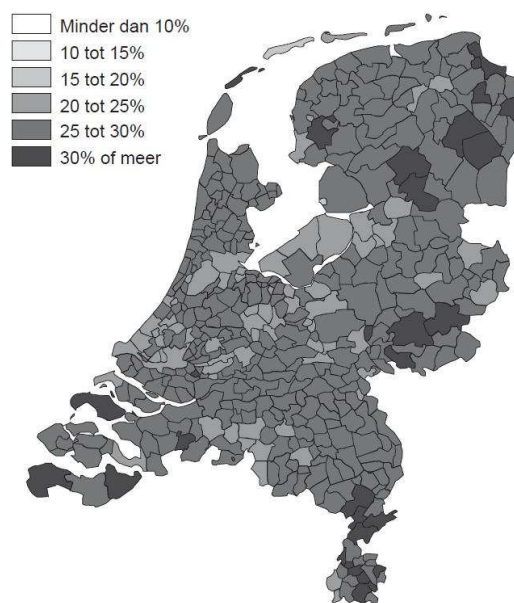 Minder dan 10%
10 tot 15%
15 tot 20%
20 tot 25%
25 tot 30%
30% of meer